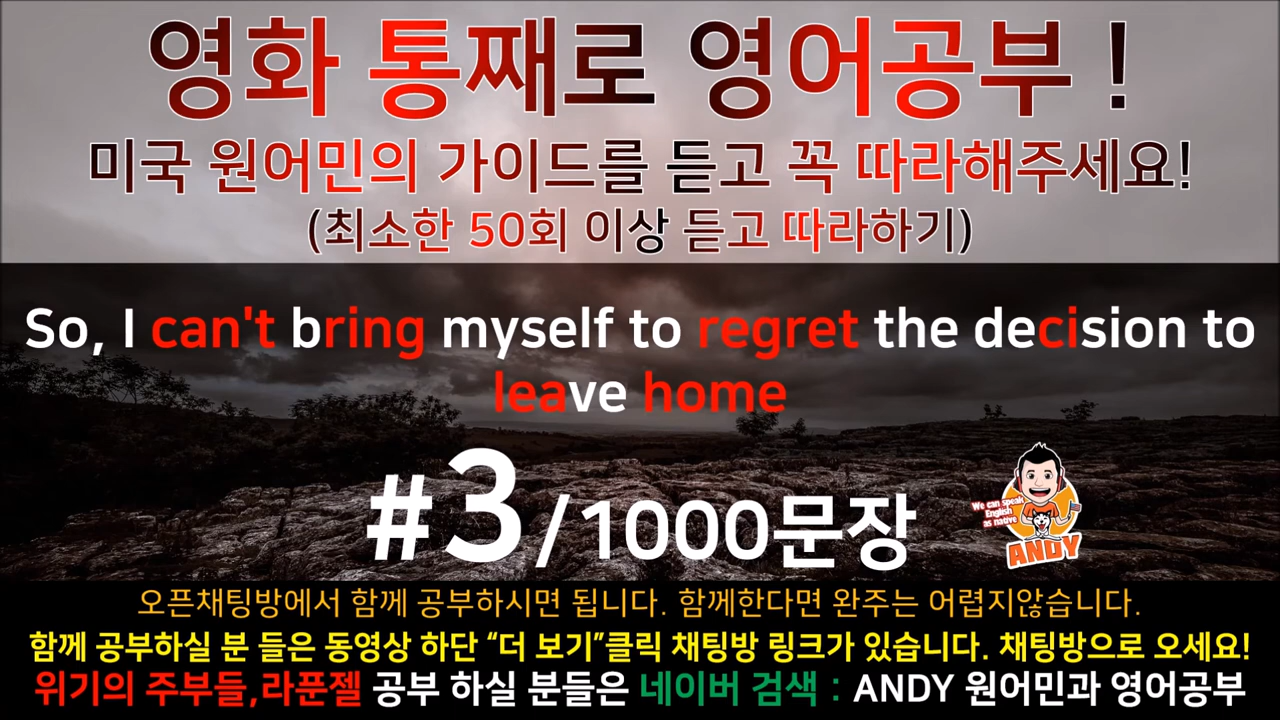 영화 통째로 영어공부 !
미국 원어민의 가이드를 듣고 꼭 따라해주세요!
(최소한 50회 이상 듣고 따라하기)
So, I can't bring myself to regret the decision to
leave home
#3/1000문장
We can speak
English
as native
ANDY
오픈채팅방에서 함께 공부하시면 됩니다. 함께한다면 완주는 어렵지않습니다.
함께 공부하실 분 들은 동영상 하단 “더 보기”클릭 채팅방 링크가 있습니다. 채팅방으로 오세요!
위기의 주부들,라푼젤 공부 하실 분들은 네이버 검색 : ANDY 원어민과 영어공부